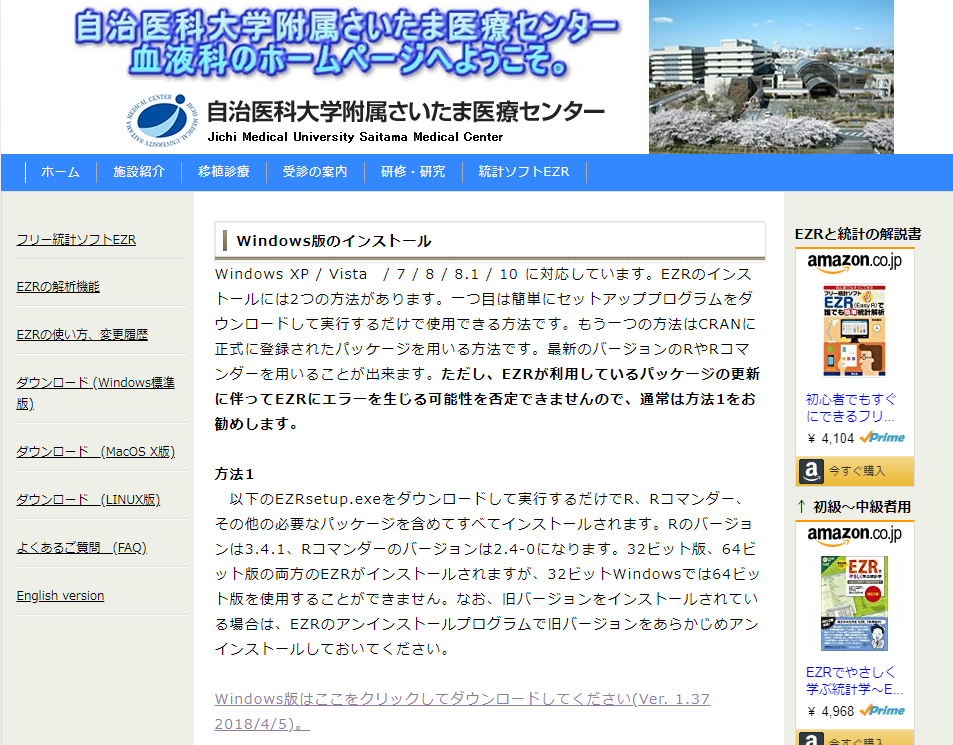 自治医科大学附属さいたま医療センター
血液科のホームページへようこそ。
自治医科大学附属さいたま医療センター
Jichi Medical University Saitama Medical Center
ホーム
施設紹介
移植診療
受診の案内
研修・研究
統計ソフトEZR
フリー統計ソフトEZR
EZRの解析機能
EZRの使い方、変更履歴
ダウンロード (Windows標準
版)
ダウンロード　(MacOS X版)
ダウンロード　(LINUX版)
よくあるご質問　(FAQ)
English version
Windows版のインストール
Windows XP / Vista　/ 7 / 8 / 8.1 / 10 に対応しています。EZRのインス
トールには2つの方法があります。一つ目は簡単にセットアッププログラムをダ
ウンロードして実行するだけで使用できる方法です。もう一つの方法はCRANに
正式に登録されたパッケージを用いる方法です。最新のバージョンのRやRコマ
ンダーを用いることが出来ます。ただし、EZRが利用しているパッケージの更新
に伴ってEZRにエラーを生じる可能性を否定できませんので、通常は方法1をお
勧めします。
方法1
　以下のEZRsetup.exeをダウンロードして実行するだけでR、Rコマンダー、
その他の必要なパッケージを含めてすべてインストールされます。Rのバージョ
ンは3.4.1、Rコマンダーのバージョンは2.4-0になります。32ビット版、64ビ
ット版の両方のEZRがインストールされますが、32ビットWindowsでは64ビッ
ト版を使用することができません。なお、旧バージョンをインストールされてい
る場合は、EZRのアンインストールプログラムで旧バージョンをあらかじめアン
インストールしておいてください。
Windows版はここをクリックしてダウンロードしてください(Ver. 1.37
2018/4/5)。
EZRと統計の解説書
amazon.co.jp
フリー統計ソフト
EZR (Easy R) で
誰でも簡単統計解析
初心者でもすぐ
にできるフリ...
￥ 4,104 Prime
今すぐ購入
↑ 初級～中級者用
amazon.co.jp
EZRで
やさしく学ぶ統計学
EZRでやさしく
学ぶ統計学～E...
￥ 4,968 Prime
今すぐ購入